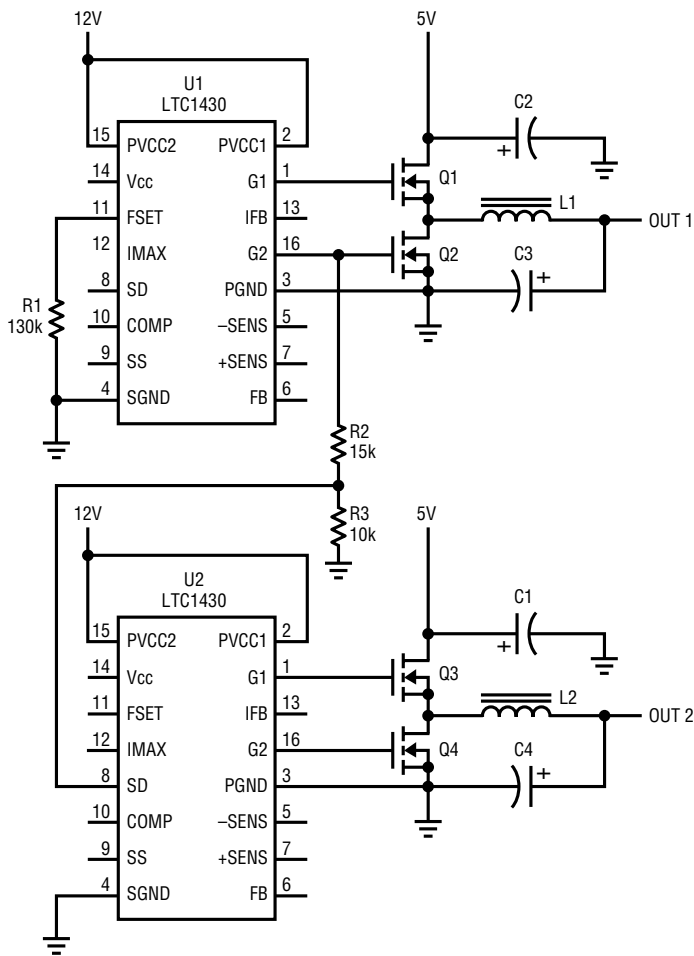 12V
5V
U1
LTC1430
C2
+
15 PVCC2 PVCC1 2
14 Vcc G1 1
Q1
11 FSET IFB 13
L1
OUT 1
12 IMAX G2 16
Q2
C3
+
8 SD PGND 3
R1
130k
10 COMP –SENS 5
9 SS +SENS 7
4 SGND FB 6
R2
15k
R3
10k
12V
5V
U2
LTC1430
C1
+
15 PVCC2 PVCC1 2
14 Vcc G1 1
Q3
11 FSET IFB 13
L2
OUT 2
12 IMAX G2 16
Q4
C4
+
8 SD PGND 3
10 COMP –SENS 5
9 SS +SENS 7
4 SGND FB 6